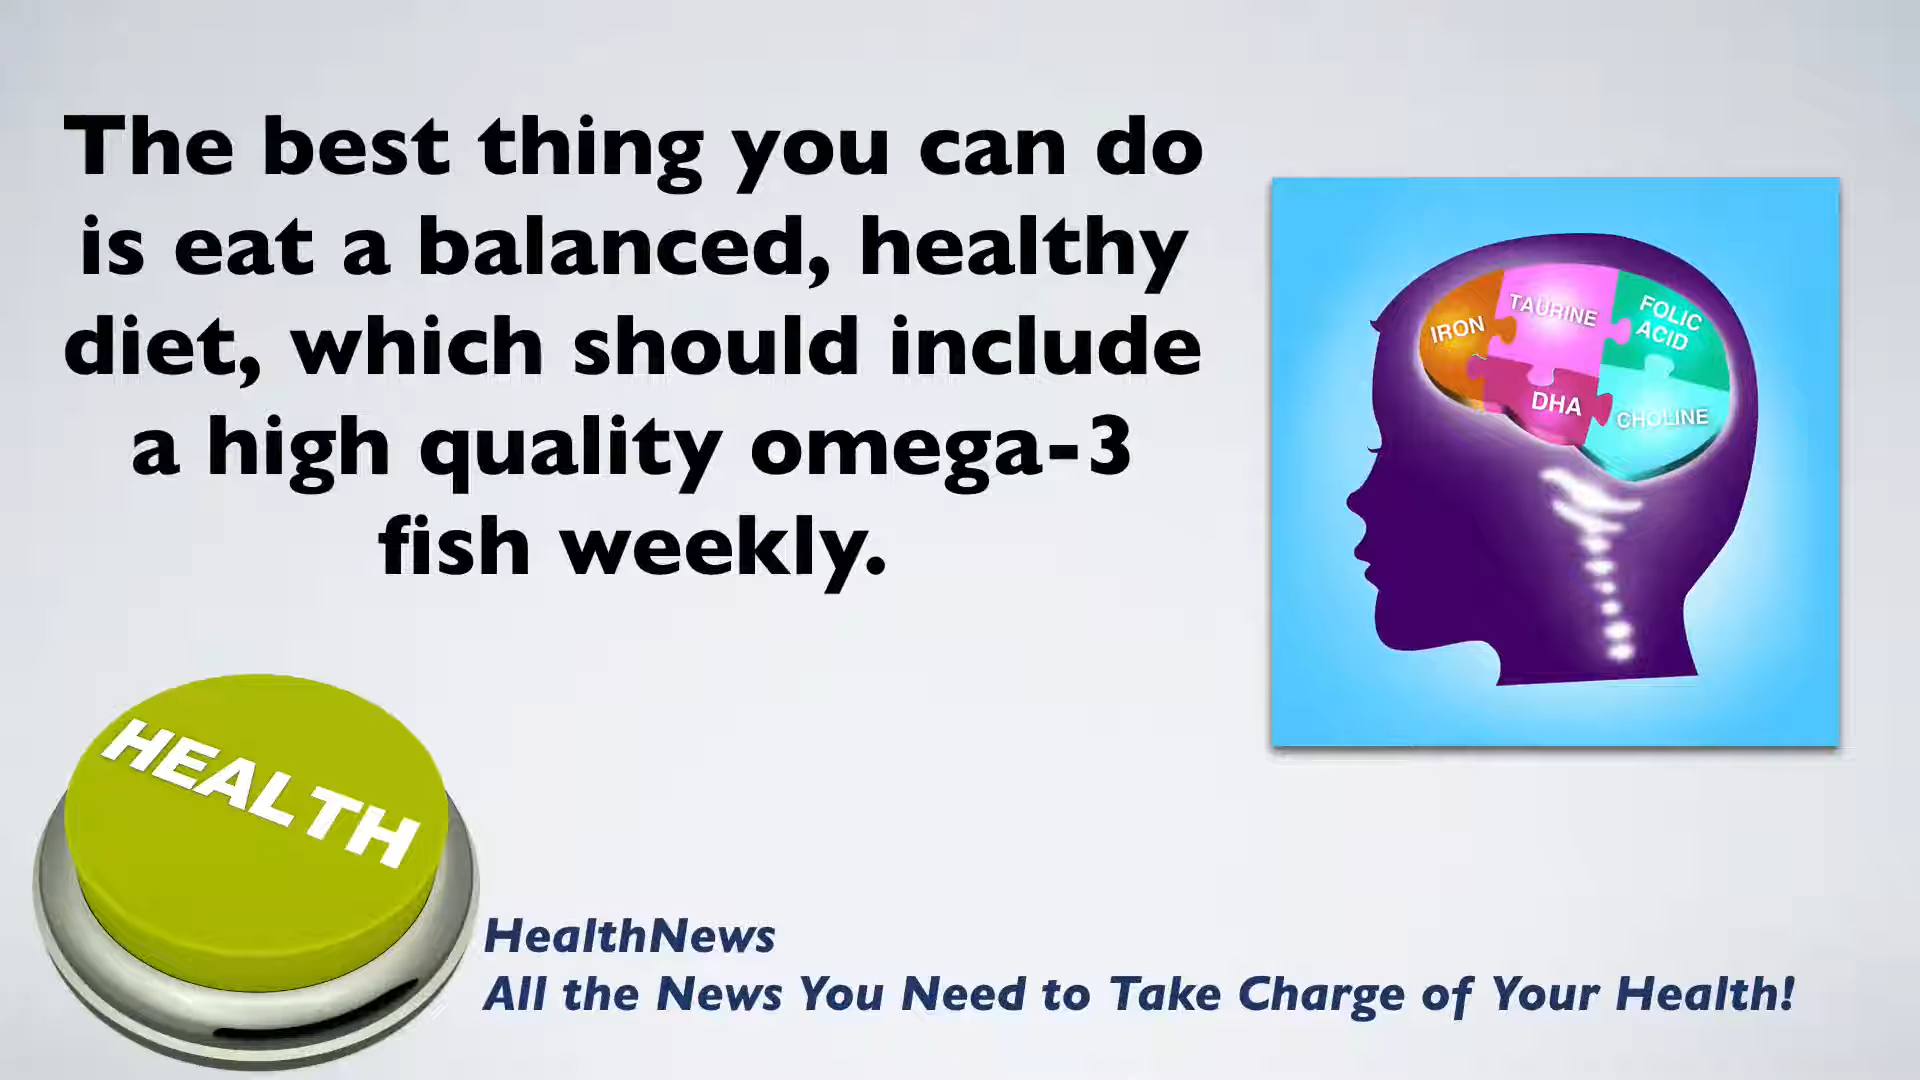 The best thing you can do
is eat a balanced, healthy
diet, which should include
a high quality omega-3
fish weekly.
IRON
TAURINE
FOLIC
ACID
DHA
CHOLINE
HEALTH
HealthNews
All the News You Need to Take Charge of Your Health!